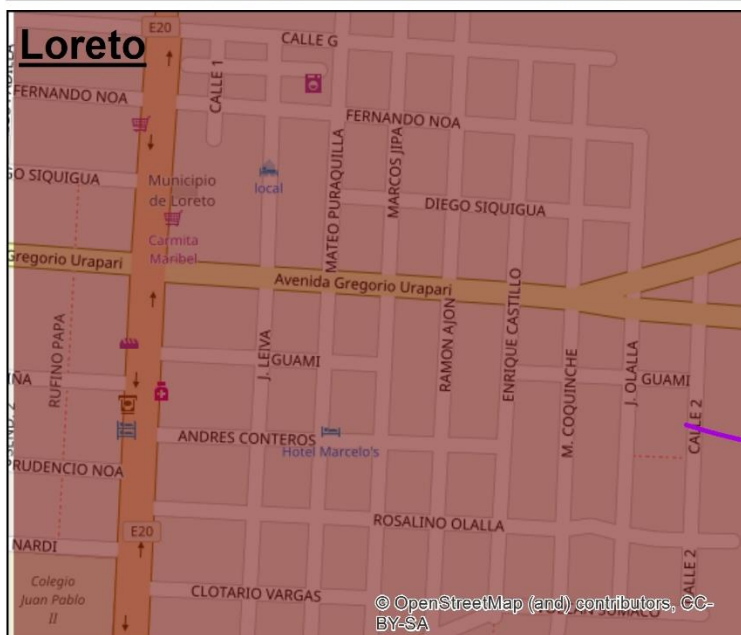 Loreto
E20
CALLE G
CALLE 1
FERNANDO NOA
FERNANDO NOA
MARCOS JIPA
MATEO PURAQUILLA
GO SIQUIGUA
Municipio
de Loreto
local
DIEGO SIQUIGUA
Carmita
Maribel
Gregorio Urapari
Avenida Gregorio Urapari
RUFINO PAPA
J. LEIVA
GUAMI
RAMON AJON
ENRIQUE CASTILLO
M. COQUINCHE
J. OLALLA
GUAMI
IÑA
CALLE 2
ANDRES CONTEROS
Hotel Marcelo's
RUDENCIO NOA
E20
ROSALINO OLALLA
NARDI
CALLE 2
Colegio
Juan Pablo
II
CLOTARIO VARGAS
© OpenStreetMap (and) contributors, CC-
BY-SA